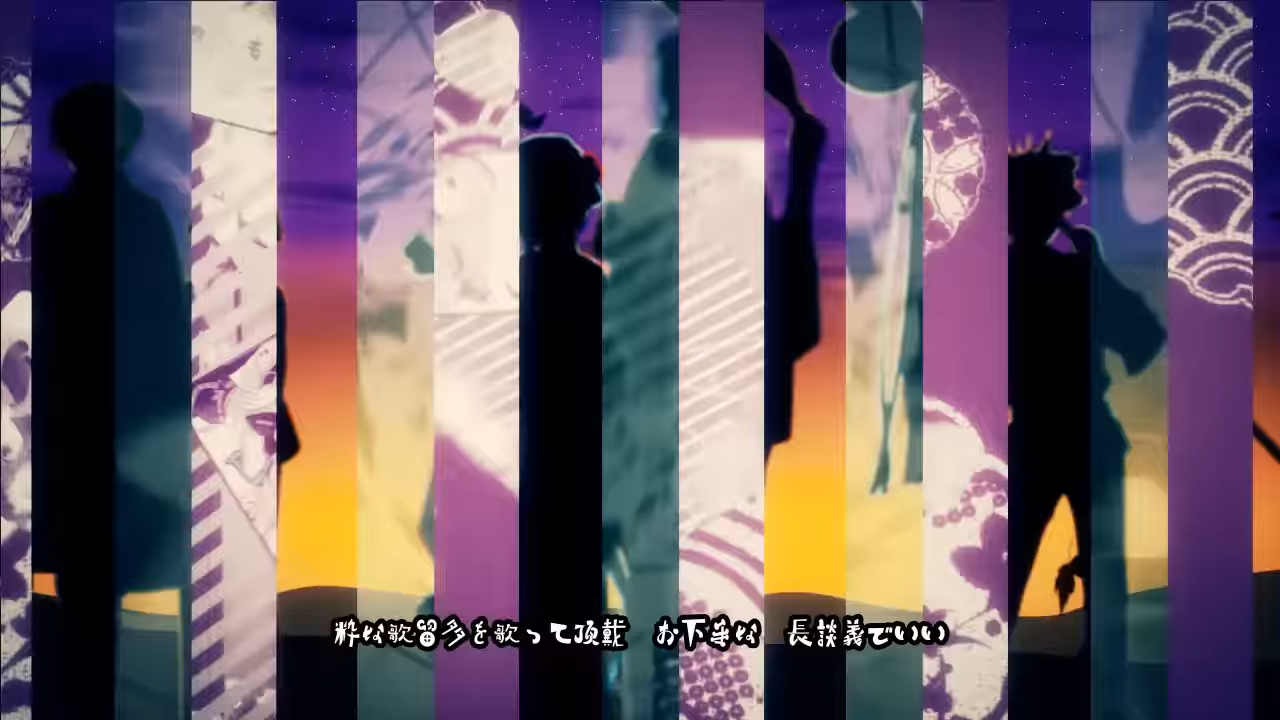 粋な歌留多を歌って頂戴　お下品な　長談義でいい